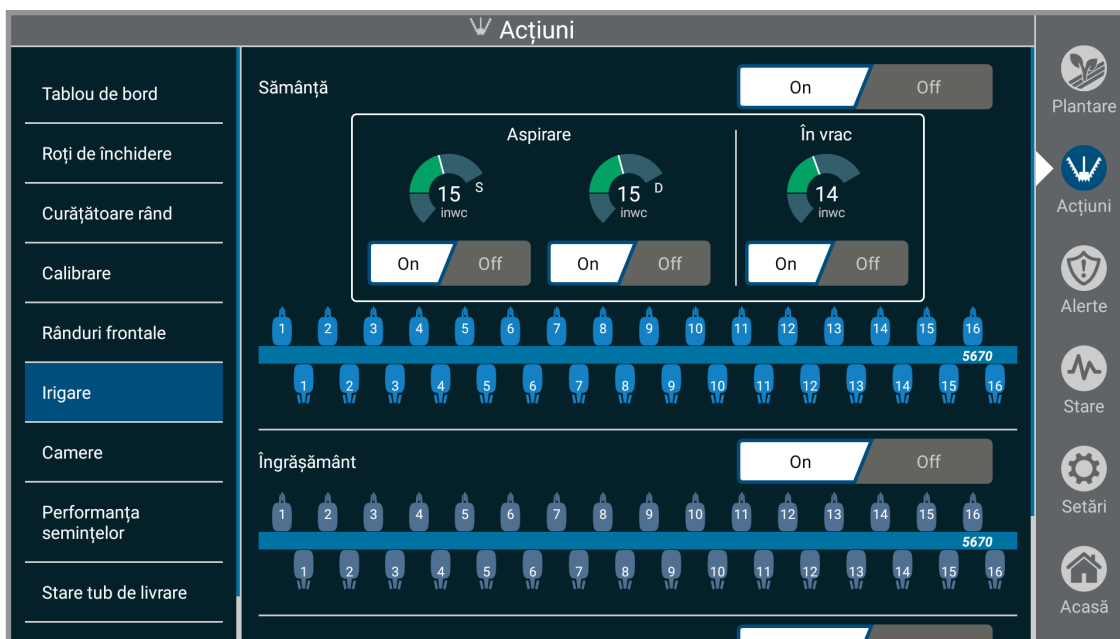 Acțiuni
Tablou de bord
Roți de închidere
Curățătoare rând
Calibrare
Rânduri frontale
Irigare
Camere
Performanța
semințelor
Stare tub de livrare
Sămânță
On Off
Aspirare În vrac
15 S 15 D 14
inwc inwc inwc
On Off On Off On Off
1 2 3 4 5 6 7 8 9 10 11 12 13 14 15 16
5670
1 2 3 4 5 6 7 8 9 10 11 12 13 14 15 16
Îngrășământ
On Off
1 2 3 4 5 6 7 8 9 10 11 12 13 14 15 16
5670
1 2 3 4 5 6 7 8 9 10 11 12 13 14 15 16
Plantare
Acțiuni
Alerte
Stare
Setări
Acasă